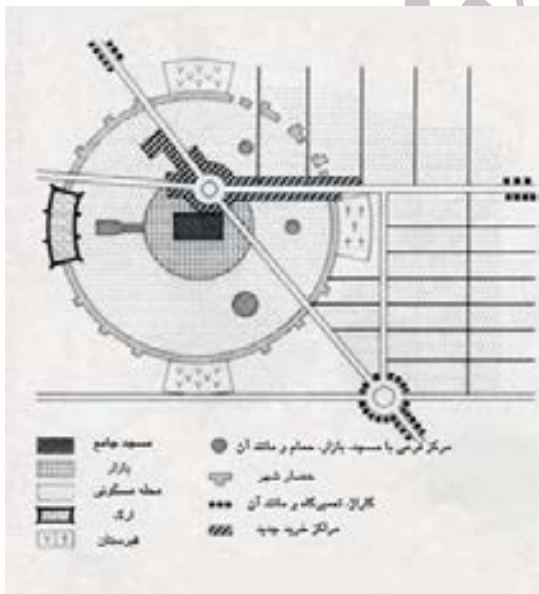 مسجد جامع
بازار
محله مسکونی
ارگ
قبرستان
مرکز فرعی با مسجد، بازار، حمام و مانند آن
حصار شهر
گاراژ، تعمیرگاه و مانند آن
مراکز خرید جدید